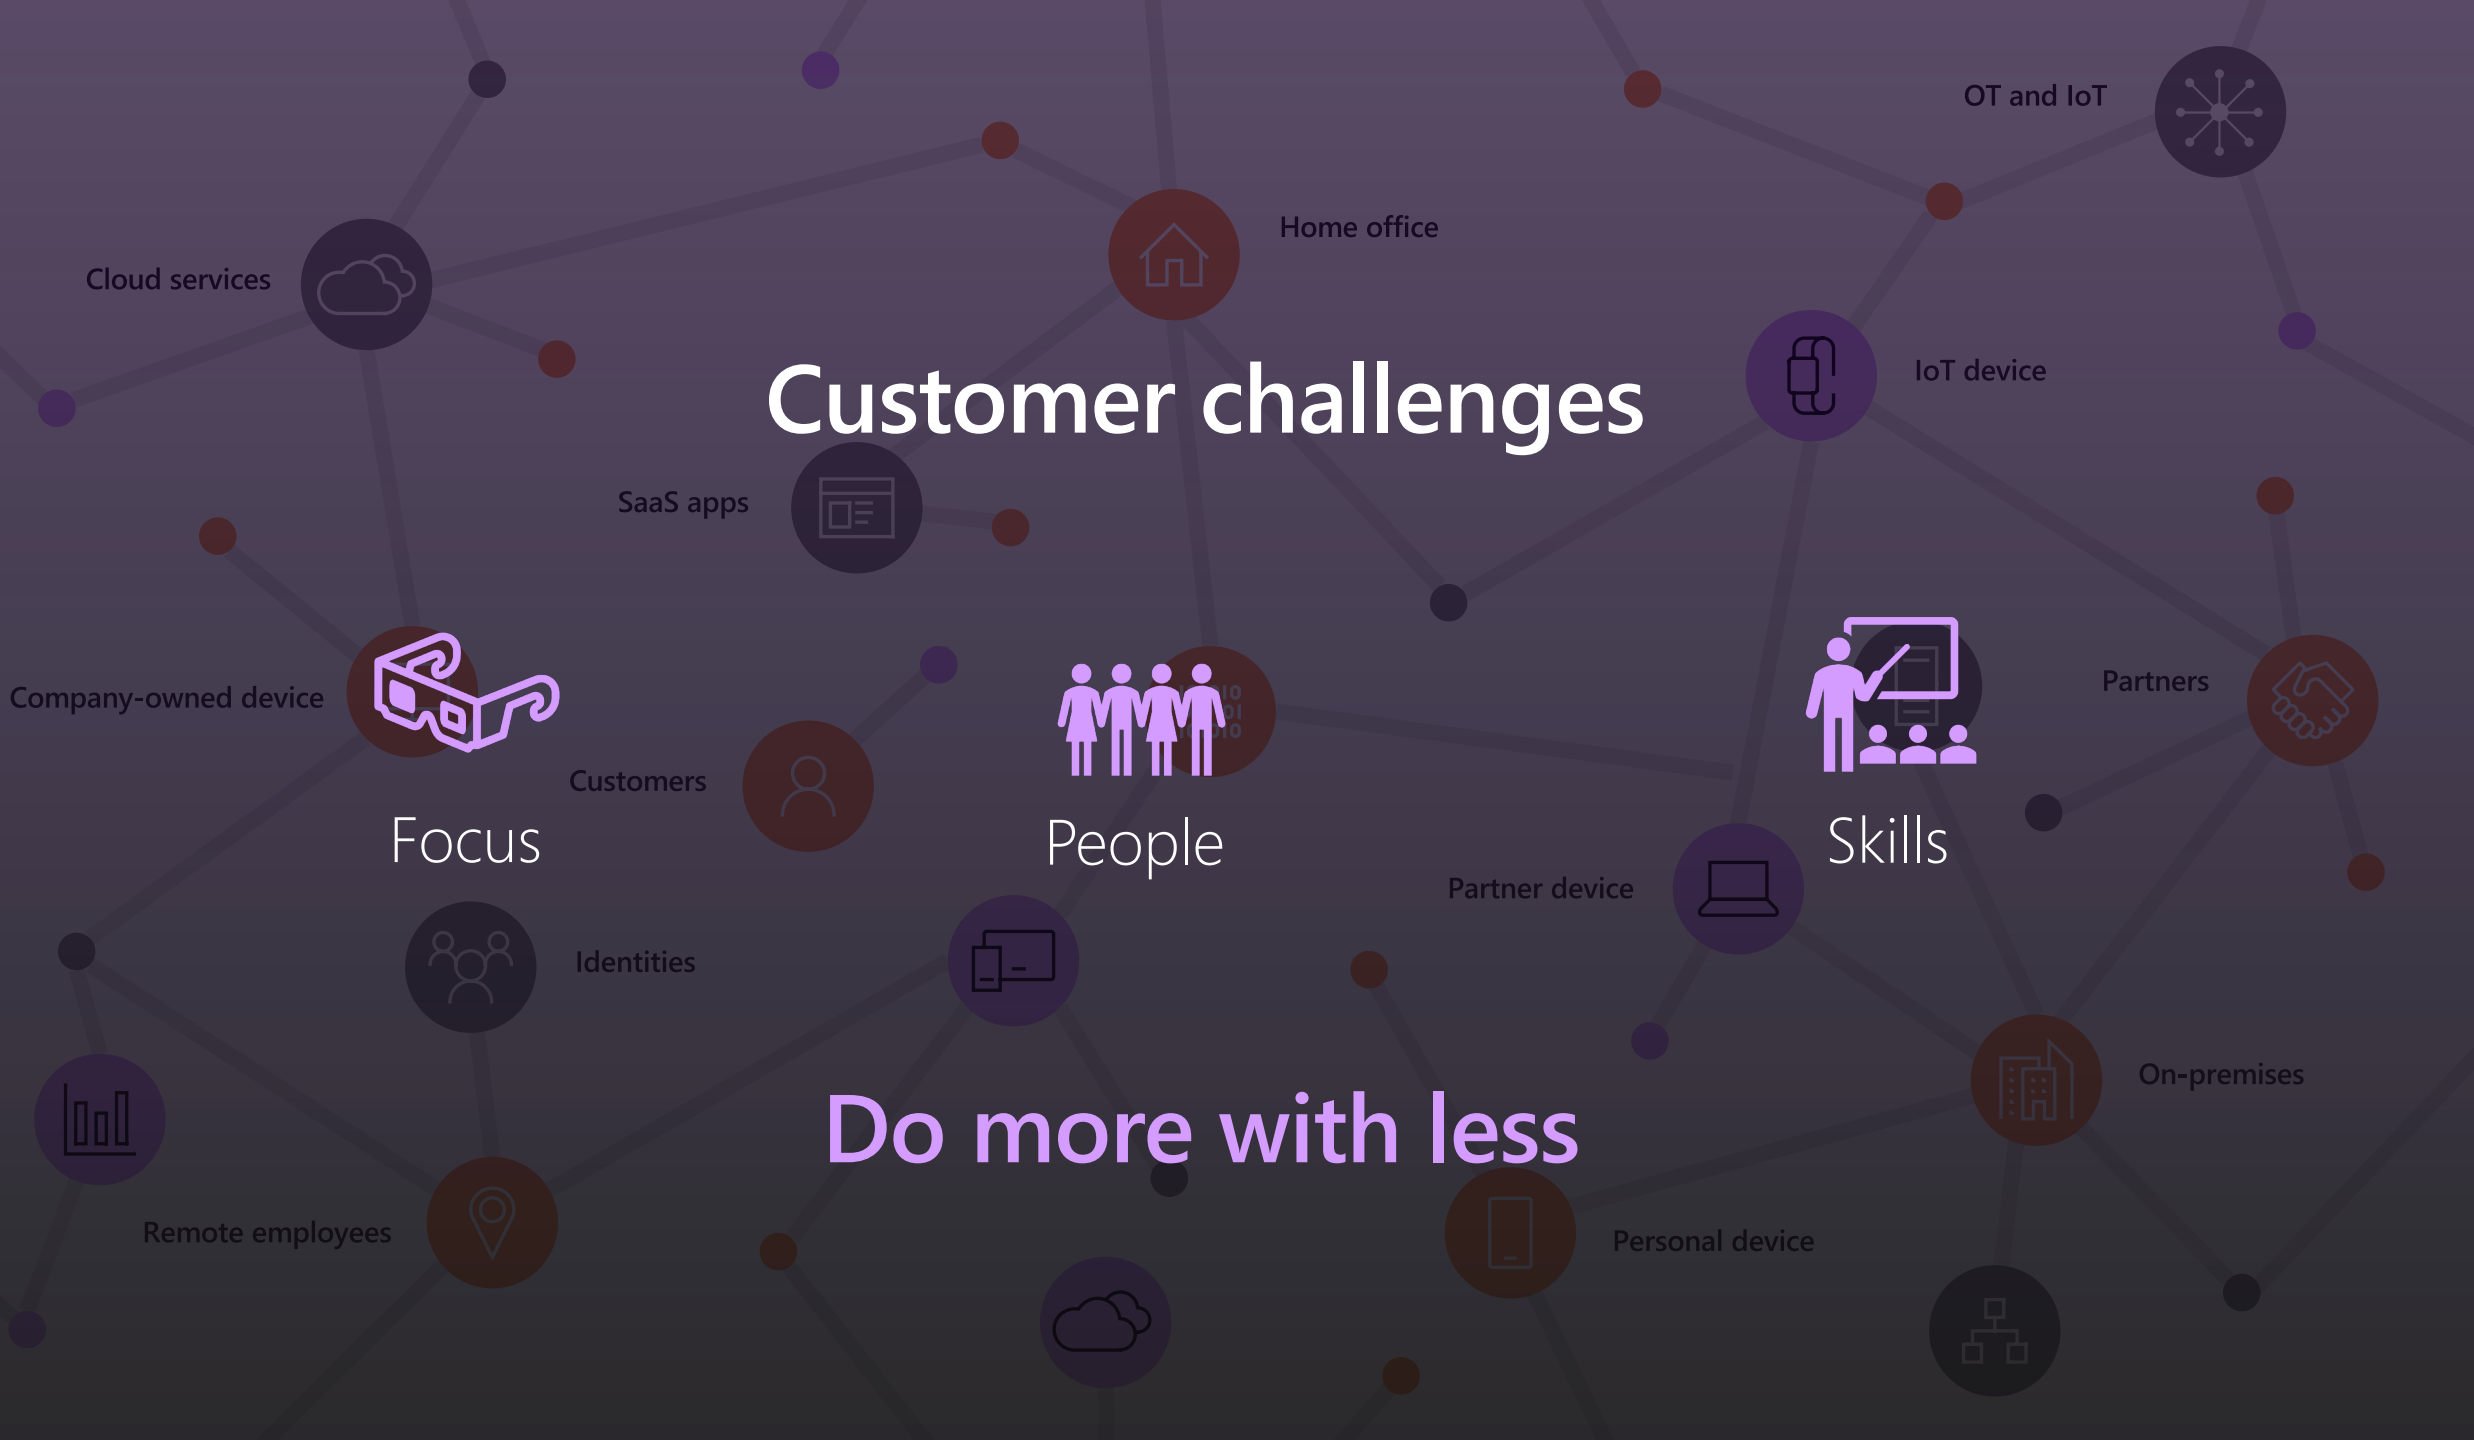 OT and IoT
Home office
Cloud services
IoT device
Customer challenges
SaaS apps
Partners
Company-owned device
Customers
Focus
People
Skills
Partner device
Identities
On-premises
Do more with less
Remote employees
Personal device